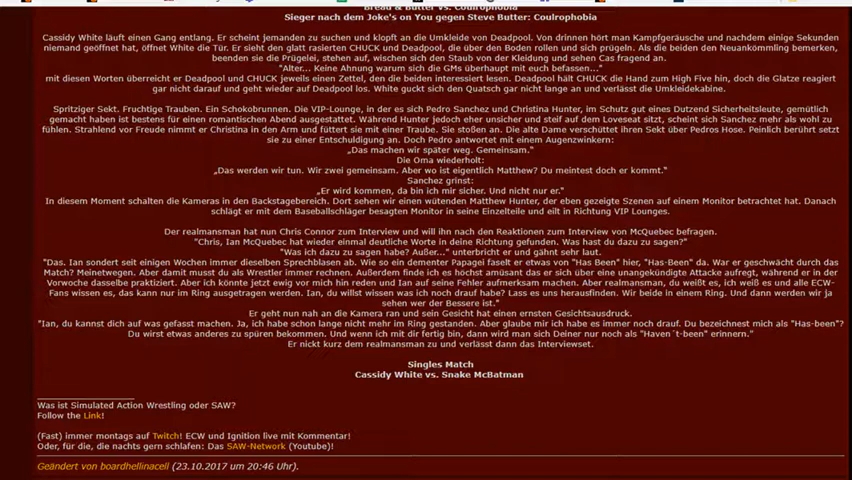 Bread & Butter vs. Coulrophobia
Sieger nach dem Joke's on You gegen Steve Butter: Coulrophobia
Cassidy White läuft einen Gang entlang. Er scheint jemanden zu suchen und klopft an die Umkleide von Deadpool. Von drinnen hört man Kampfgeräusche und nachdem einige Sekunden
niemand geöffnet hat, öffnet White die Tür. Er sieht den glatt rasierten CHUCK und Deadpool, die über den Boden rollen und sich prügeln. Als die beiden den Neuankömmling bemerken,
beenden sie die Prügelei, stehen auf, wischen sich den Staub von der Kleidung und sehen Cas fragend an.
"Alter... Keine Ahnung warum sich die GMs überhaupt mit euch befassen..."
mit diesen Worten überreicht er Deadpool und CHUCK jeweils einen Zettel, den die beiden interessiert lesen. Deadpool hält CHUCK die Hand zum High Five hin, doch die Glatze reagiert
gar nicht darauf und geht wieder auf Deadpool los. White guckt sich den Quatsch gar nicht lange an und verlässt die Umkleidekabine.
Spritziger Sekt. Fruchtige Trauben. Ein Schokobrunnen. Die VIP-Lounge, in der es sich Pedro Sanchez und Christina Hunter, im Schutz gut eines Dutzend Sicherheitsleute, gemütlich
gemacht haben ist bestens für einen romantischen Abend ausgestattet. Während Hunter jedoch eher unsicher und steif auf dem Loveseat sitzt, scheint sich Sanchez mehr als wohl zu
fühlen. Strahlend vor Freude nimmt er Christina in den Arm und füttert sie mit einer Traube. Sie stoßen an. Die alte Dame verschüttet ihren Sekt über Pedros Hose. Peinlich berührt setzt
sie zu einer Entschuldigung an. Doch Pedro antwortet mit einem Augenzwinkern:
„Das machen wir später weg. Gemeinsam.“
Die Oma wiederholt:
„Das werden wir tun. Wir zwei gemeinsam. Aber wo ist eigentlich Matthew? Du meintest doch er kommt.“
Sanchez grinst:
„Er wird kommen, da bin ich mir sicher. Und nicht nur er.“
In diesem Moment schalten die Kameras in den Backstagebereich. Dort sehen wir einen wütenden Matthew Hunter, der eben gezeigte Szenen auf einem Monitor betrachtet hat. Danach
schlägt er mit dem Baseballschläger besagten Monitor in seine Einzelteile und eilt in Richtung VIP Lounges.
Der realmansman hat nun Chris Connor zum Interview und will ihn nach den Reaktionen zum Interview von McQuebec befragen.
"Chris, Ian McQuebec hat wieder einmal deutliche Worte in deine Richtung gefunden. Was hast du dazu zu sagen?"
"Was ich dazu zu sagen habe? Außer..." unterbricht er und gähnt sehr laut.
"Das. Ian sondert seit einigen Wochen immer dieselben Sprechblasen ab. Wie so ein dementer Papagei faselt er etwas von "Has Been" hier, "Has-Been" da. War er geschwächt durch das
Match? Meinetwegen. Aber damit musst du als Wrestler immer rechnen. Außerdem finde ich es höchst amüsant das er sich über eine unangekündigte Attacke aufregt, während er in der
Vorwoche dasselbe praktiziert. Aber ich könnte jetzt ewig vor mich hin reden und Ian auf seine Fehler aufmerksam machen. Aber realmansman, du weißt es, ich weiß es und alle ECW-
Fans wissen es, das kann nur im Ring ausgetragen werden. Ian, du willst wissen was ich noch drauf habe? Lass es uns herausfinden. Wir beide in einem Ring. Und dann werden wir ja
sehen wer der Bessere ist."
Er geht nun nah an die Kamera ran und sein Gesicht hat einen ernsten Gesichtsausdruck.
"Ian, du kannst dich auf was gefasst machen. Ja, ich habe schon lange nicht mehr im Ring gestanden. Aber glaube mir ich habe es immer noch drauf. Du bezeichnest mich als "Has-been"?
Du wirst etwas anderes zu spüren bekommen. Und wenn ich mit dir fertig bin, dann wird man sich Deiner nur noch als "Haven´t-been" erinnern."
Er nickt kurz dem realmansman zu und verlässt dann das Interviewset.
Singles Match
Cassidy White vs. Snake McBatman
Was ist Simulated Action Wrestling oder SAW?
Follow the Link!
(Fast) immer montags auf Twitch! ECW und Ignition live mit Kommentar!
Oder, für die, die nachts gern schlafen: Das SAW-Network (Youtube)!
Geändert von boardhellinacell (23.10.2017 um 20:46 Uhr).